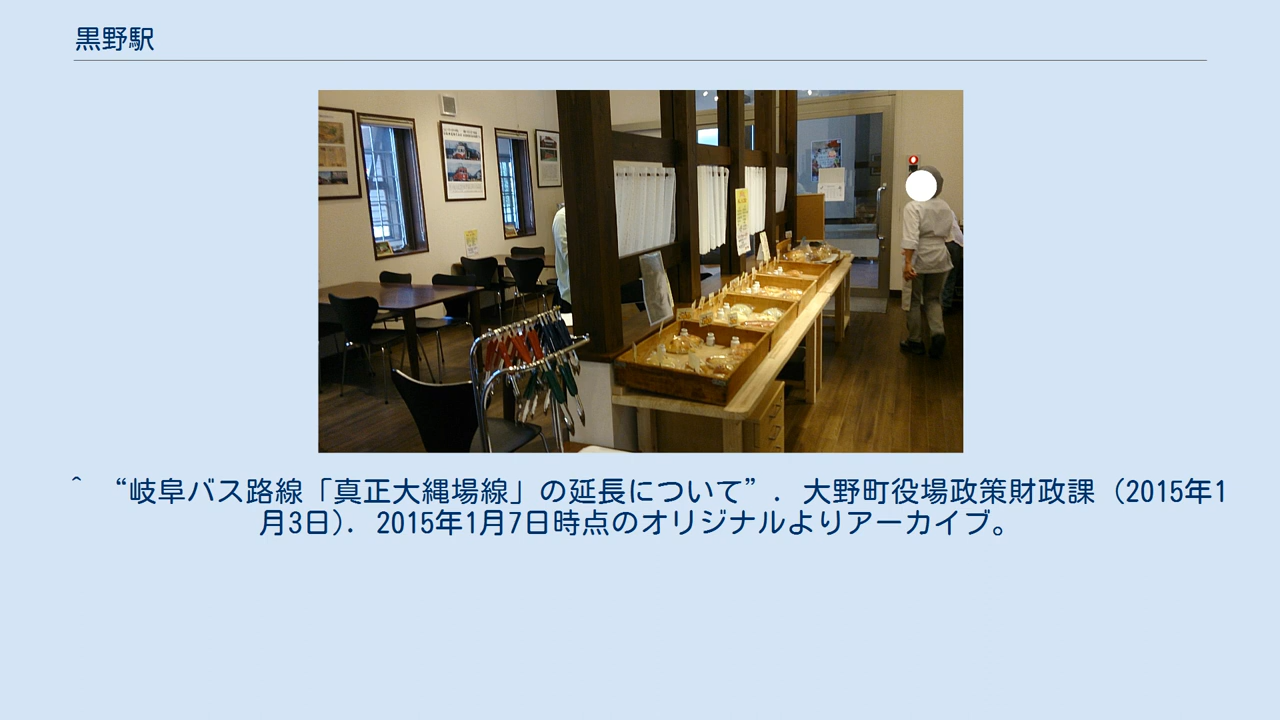 黒野駅
^ “岐阜バス路線「真正大縄場線」の延長について”. 大野町役場政策財政課（2015年1
月3日）. 2015年1月7日時点のオリジナルよりアーカイブ。